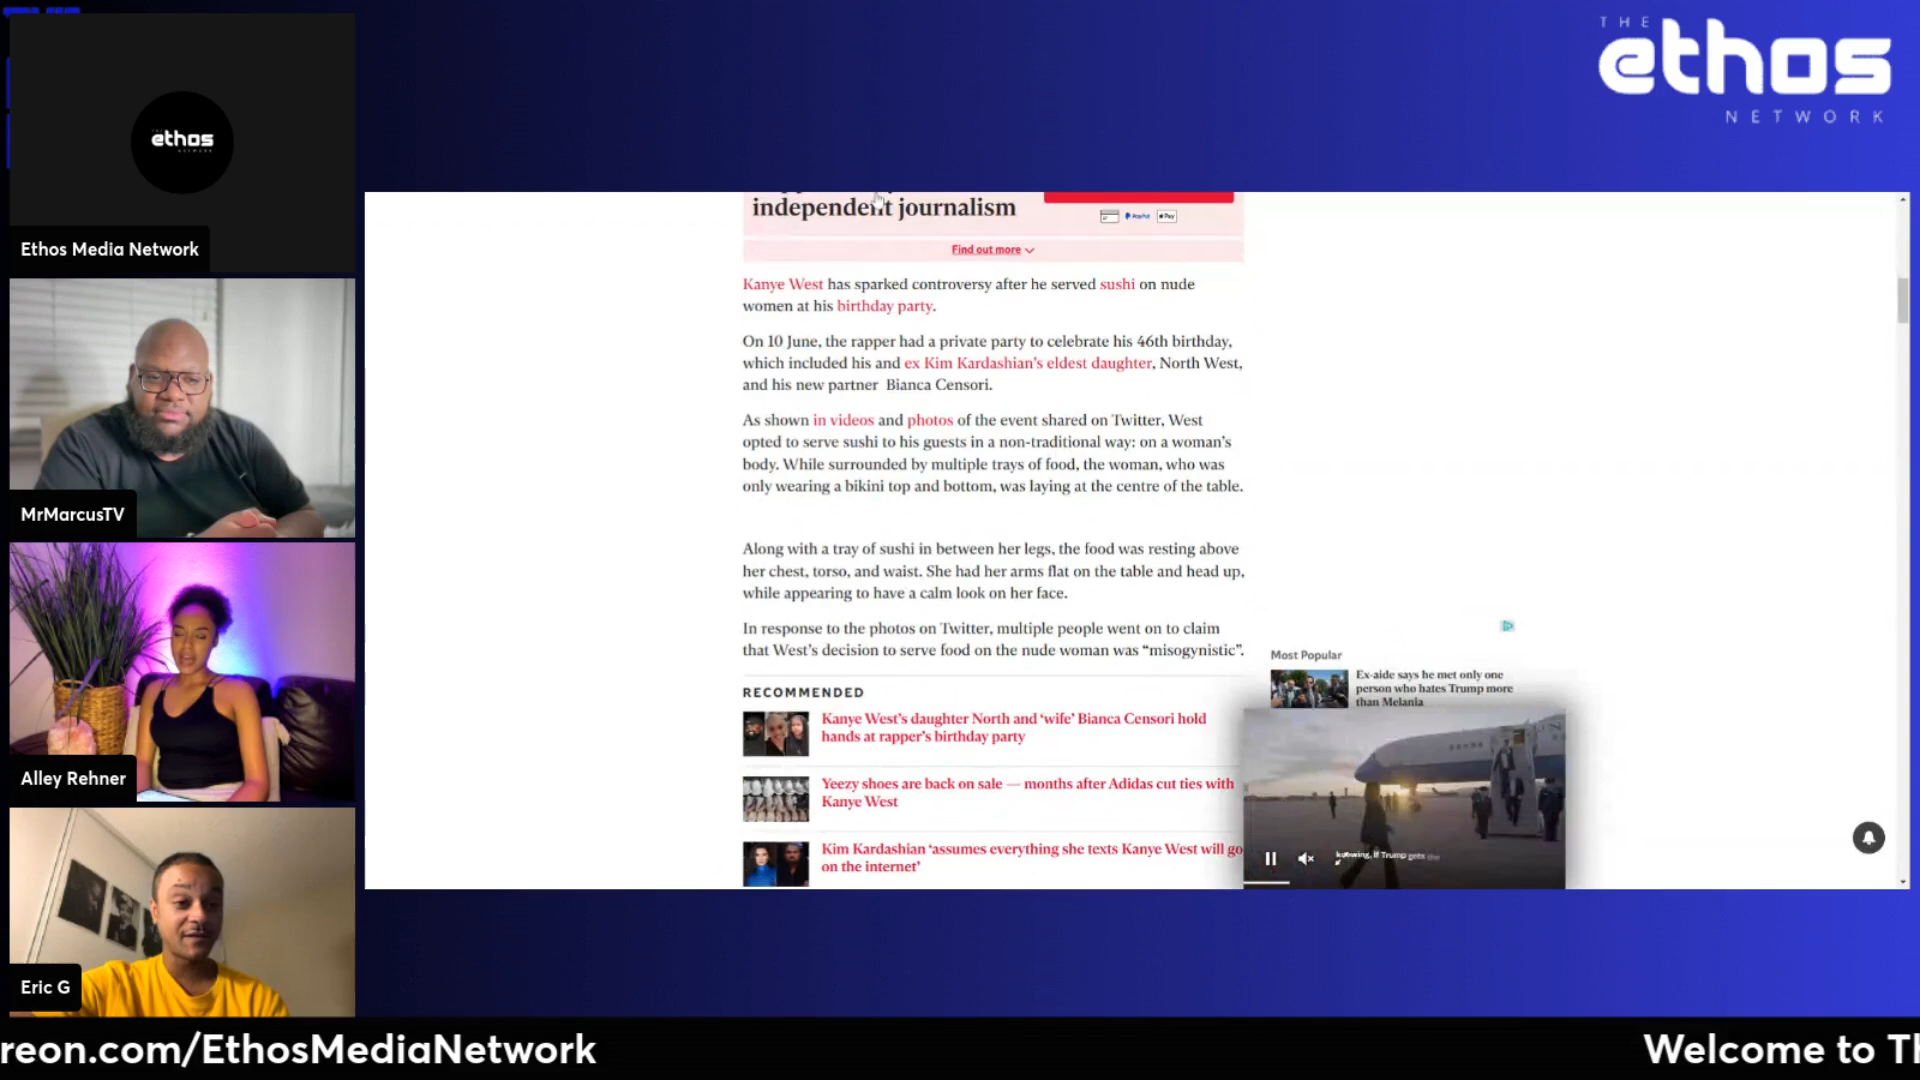 THE
ethos
NETWORK
ethos
Ethos Media Network
MrMarcusTV
Alley Rehner
Eric G
independent journalism
PayPal
Pay
Find out more
Kanye West has sparked controversy after he served sushi on nude
women at his birthday party.
On 10 June, the rapper had a private party to celebrate his 46th birthday,
which included his and ex Kim Kardashian's eldest daughter, North West,
and his new partner Bianca Censori.
As shown in videos and photos of the event shared on Twitter, West
opted to serve sushi to his guests in a non-traditional way: on a woman's
body. While surrounded by multiple trays of food, the woman, who was
only wearing a bikini top and bottom, was laying at the centre of the table.
Along with a tray of sushi in between her legs, the food was resting above
her chest, torso, and waist. She had her arms flat on the table and head up,
while appearing to have a calm look on her face.
In response to the photos on Twitter, multiple people went on to claim
that West's decision to serve food on the nude woman was “misogynistic”.
RECOMMENDED
Kanye West's daughter North and ‘wife’ Bianca Censori hold
hands at rapper's birthday party
Yeezy shoes are back on sale — months after Adidas cut ties with
Kanye West
Kim Kardashian ‘assumes everything she texts Kanye West will go
on the internet’
Most Popular
Ex-aide says he met only one
person who hates Trump more
than Melania
knowing, if Trump gets the
reon.com/EthosMediaNetwork
Welcome to Th